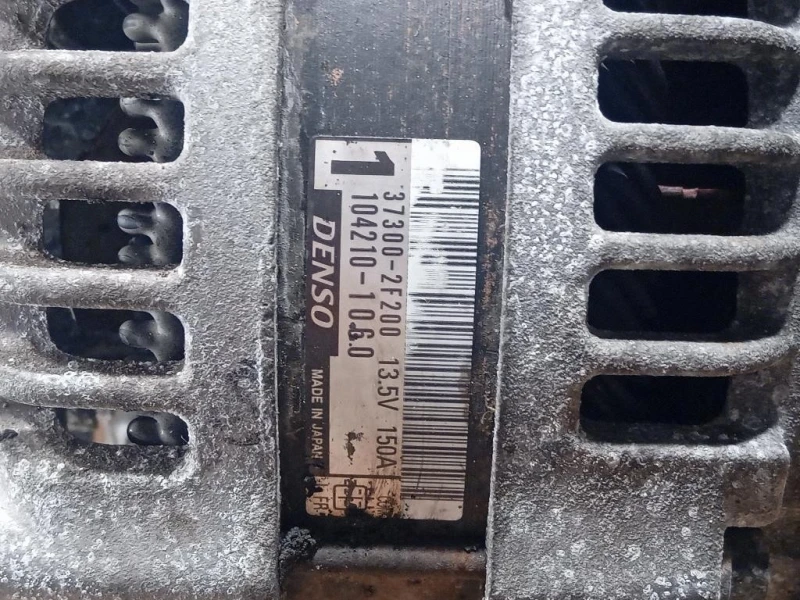 1
37300-2F200 13.5V 150A
104210-1060
DENSO
MADE IN JAPAN